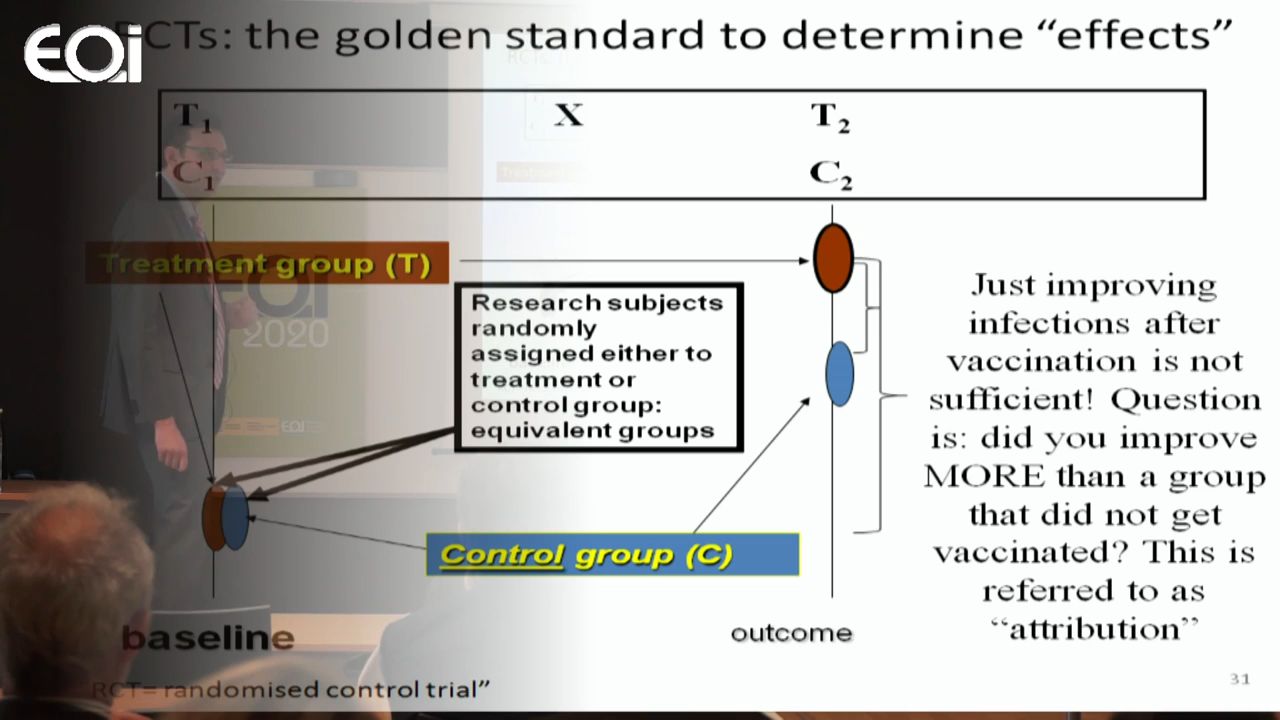 EOi
RCTs: the golden standard to determine “effects”
T1 X T2
C1 C2
Treatment group (T)
EOi
2020
EOi
Research subjects
randomly
assigned either to
treatment or
control group:
equivalent groups
Just improving
infections after
vaccination is not
sufficient! Question
is: did you improve
MORE than a group
that did not get
vaccinated? This is
referred to as
“attribution”
Control group (C)
baseline
outcome
RCT= randomised control trial”
31